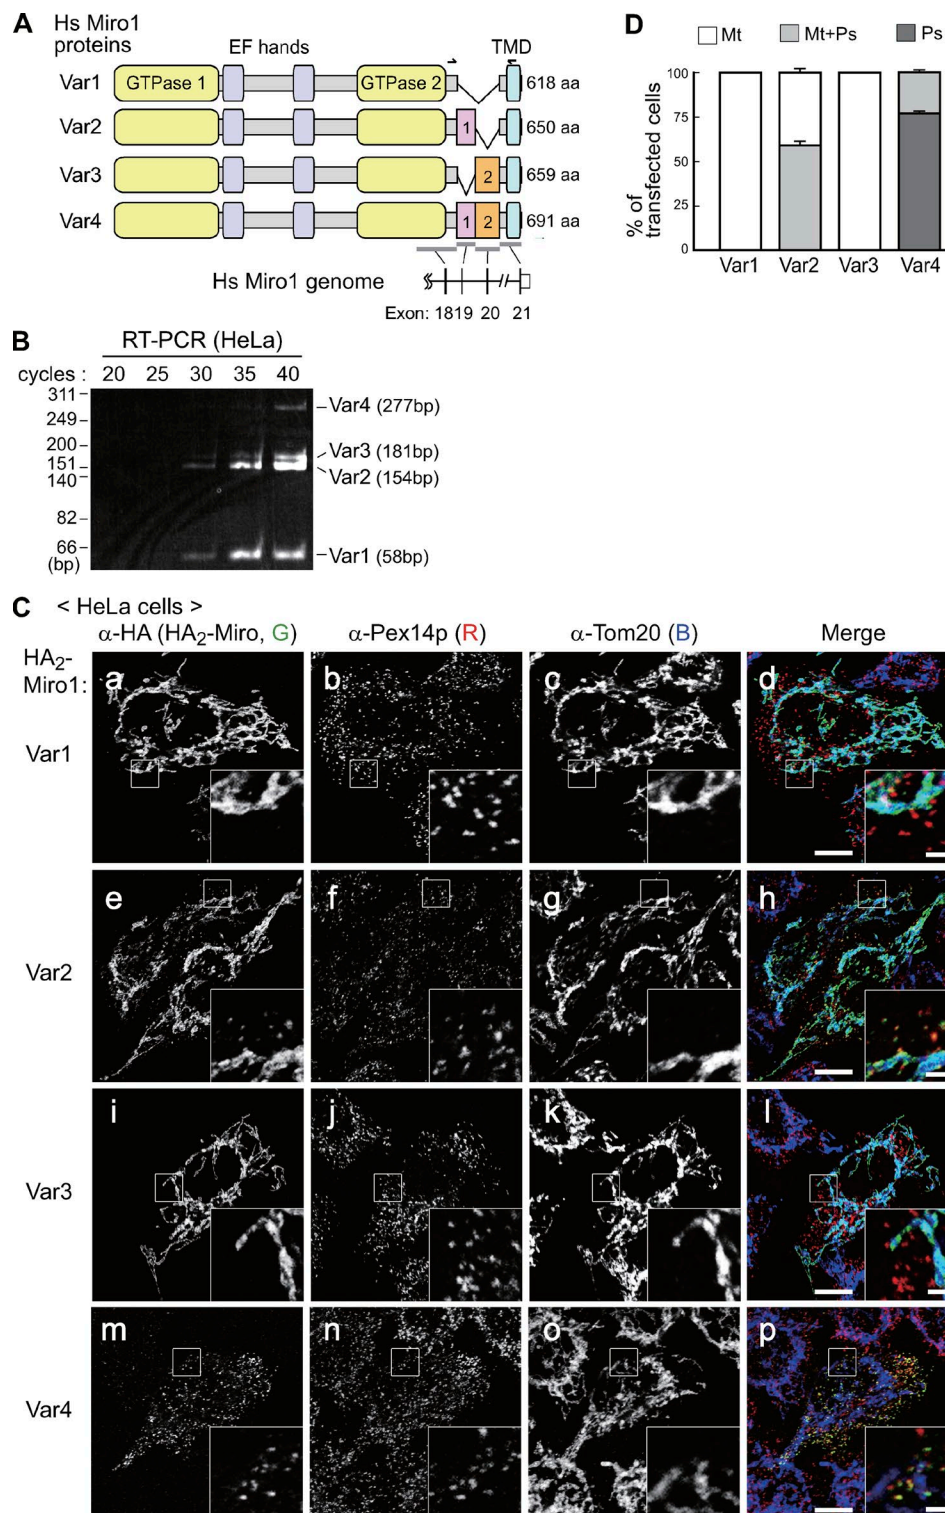 A
Hs Miro1
proteins
EF hands
TMD
Var1
GTPase 1
GTPase 2
618 aa
Var2
1
650 aa
Var3
2
659 aa
Var4
1
2
691 aa
Hs Miro1 genome
Exon: 18 19 20 21
D
Mt
Mt+Ps
Ps
% of
transfected cells
100
75
50
25
0
Var1 Var2 Var3 Var4
B
RT-PCR (HeLa)
cycles : 20 25 30 35 40
311
249
200
151
140
82
66
(bp)
Var4 (277bp)
Var3 (181bp)
Var2 (154bp)
Var1 (58bp)
C < HeLa cells >
α-HA (HA2-Miro, G) α-Pex14p (R) α-Tom20 (B) Merge
HA2-
Miro1:
Var1
a b c d
Var2
e f g h
Var3
i j k l
Var4
m n o p